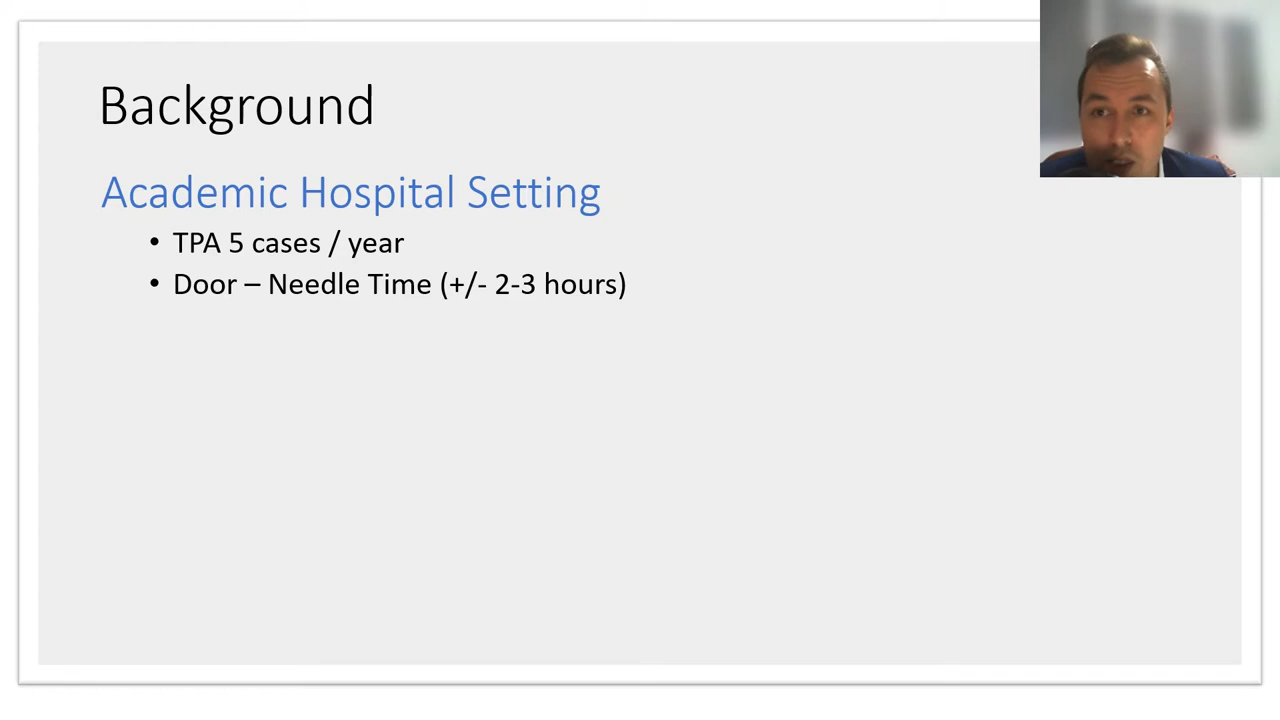 Background
Academic Hospital Setting
• TPA 5 cases / year
• Door – Needle Time (+/- 2-3 hours)